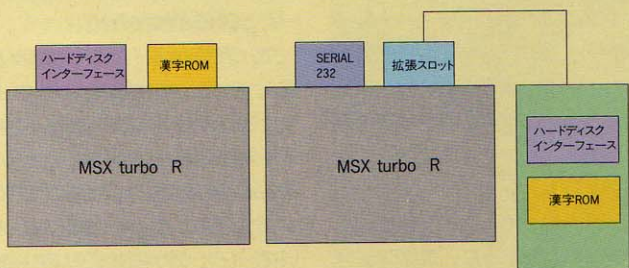 ハードディスク
インターフェース
漢字ROM
MSX turbo R
SERIAL
232
拡張スロット
MSX turbo R
ハードディスク
インターフェース
漢字ROM